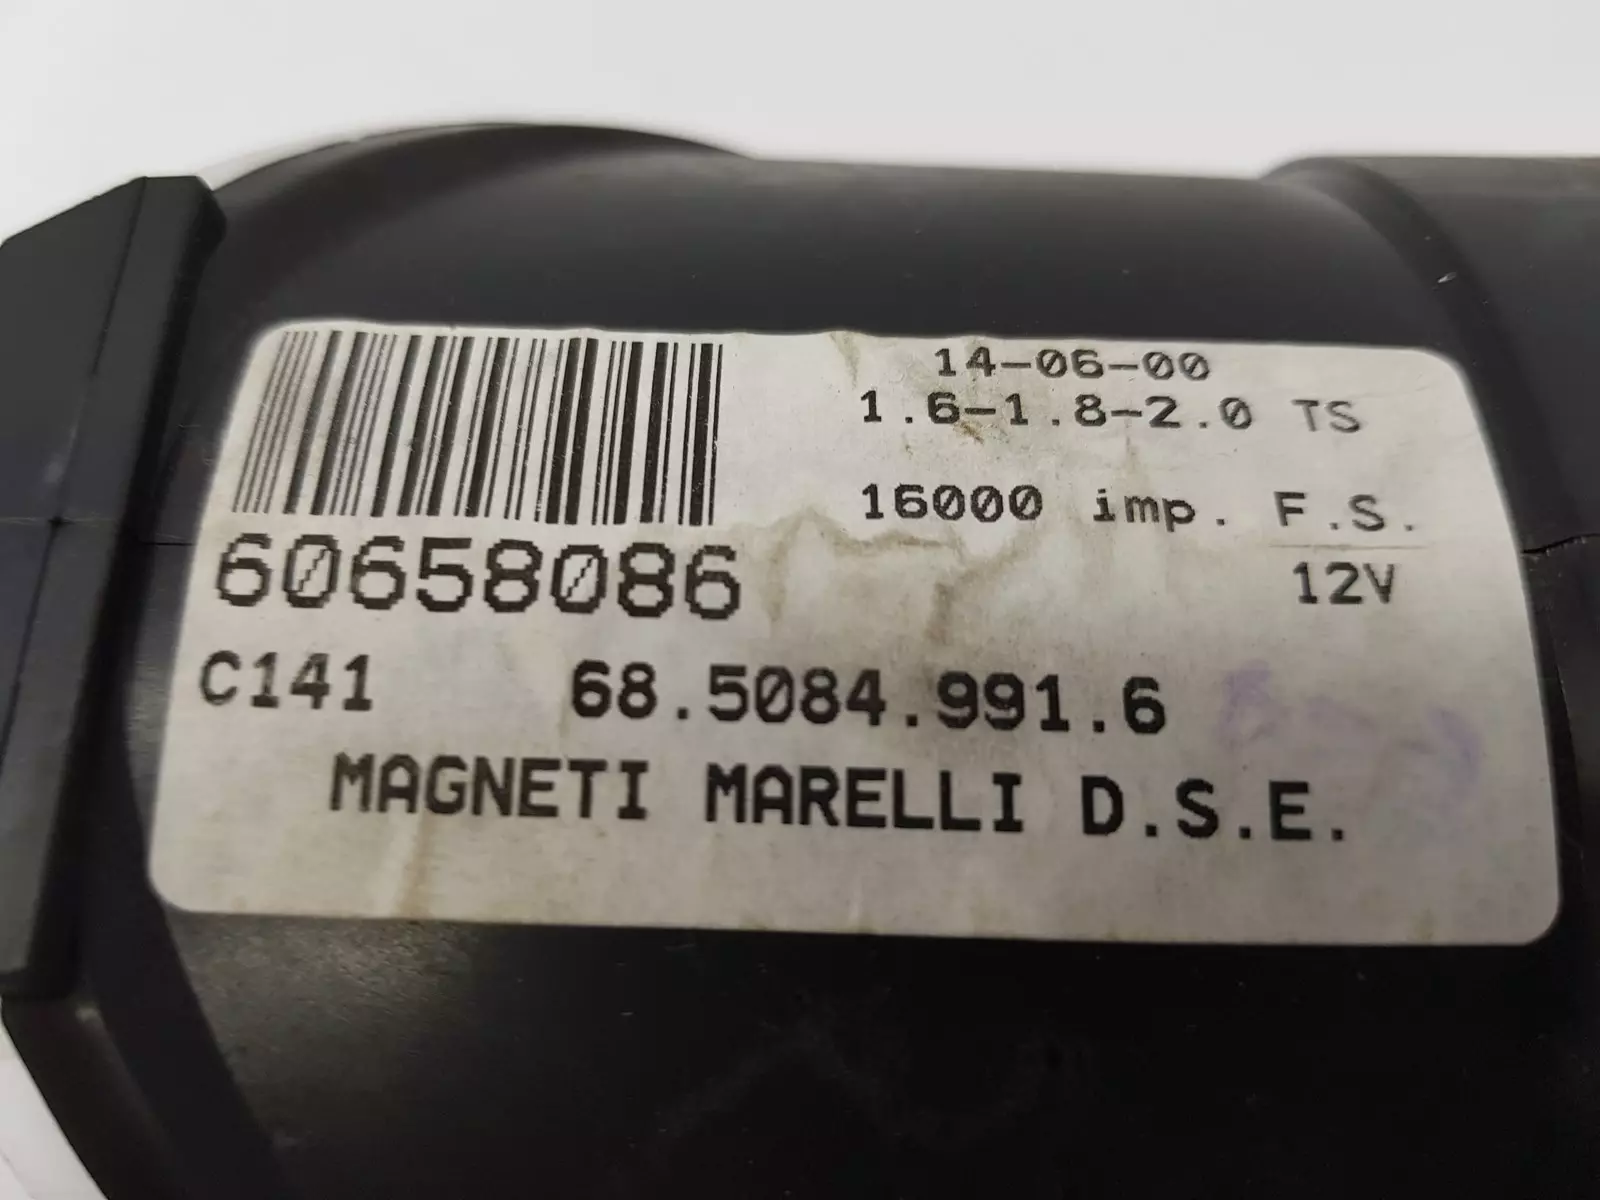 14-06-00
1.6-1.8-2.0 TS
16000 imp. F.S.
60658086
12V
C141 68.5084.991.6
MAGNETI MARELLI D.S.E.